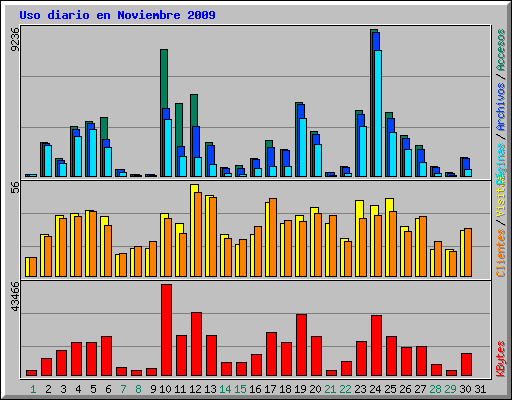 Uso diario en Noviembre 2009
9236
56
43466
Accesos
/ Archivos /
Páginas
Clientes / Visitas
KBytes
1 2 3 4 5 6 7 8 9 10 11 12 13 14 15 16 17 18 19 20 21 22 23 24 25 26 27 28 29 30 31